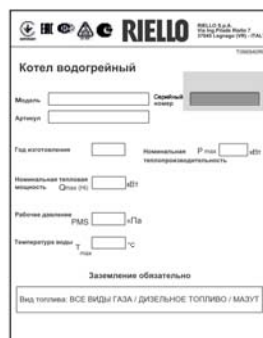 RIELLO
RIELLO S.p.A.
Via Ing Pilade Riello 7
37045 Legnago (VR) - ITAL
Котел водогрейный
Модель
Серийный номер
Артикул
Год изготовления
Номинальная теплопроизводительность P max кВт
Номинальная тепловая мощность Qmax (Hi) кВт
Рабочее давление PMS кПа
Температура воды T max °C
Заземление обязательно
Вид топлива: ВСЕ ВИДЫ ГАЗА / ДИЗЕЛЬНОЕ ТОПЛИВО / МАЗУТ